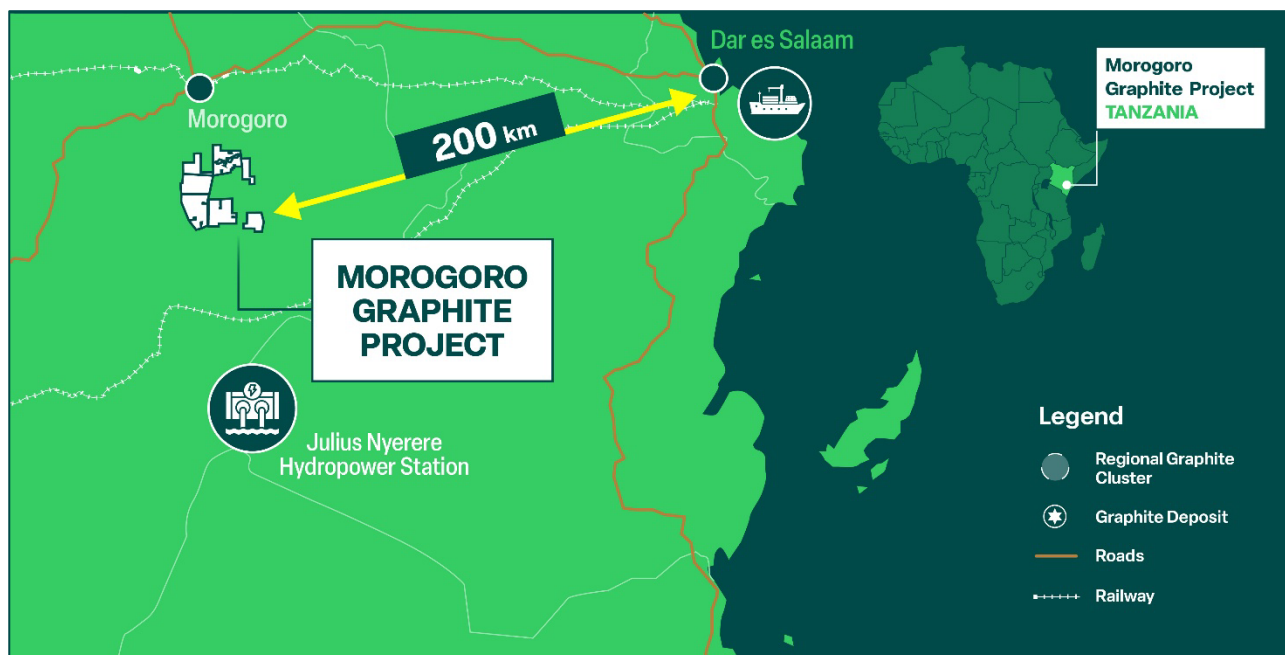 Dar es Salaam
Morogoro
200 km
MOROGORO
GRAPHITE
PROJECT
Julius Nyerere
Hydropower Station
Morogoro
Graphite Project
TANZANIA
Legend
Regional Graphite
Cluster
Graphite Deposit
Roads
Railway